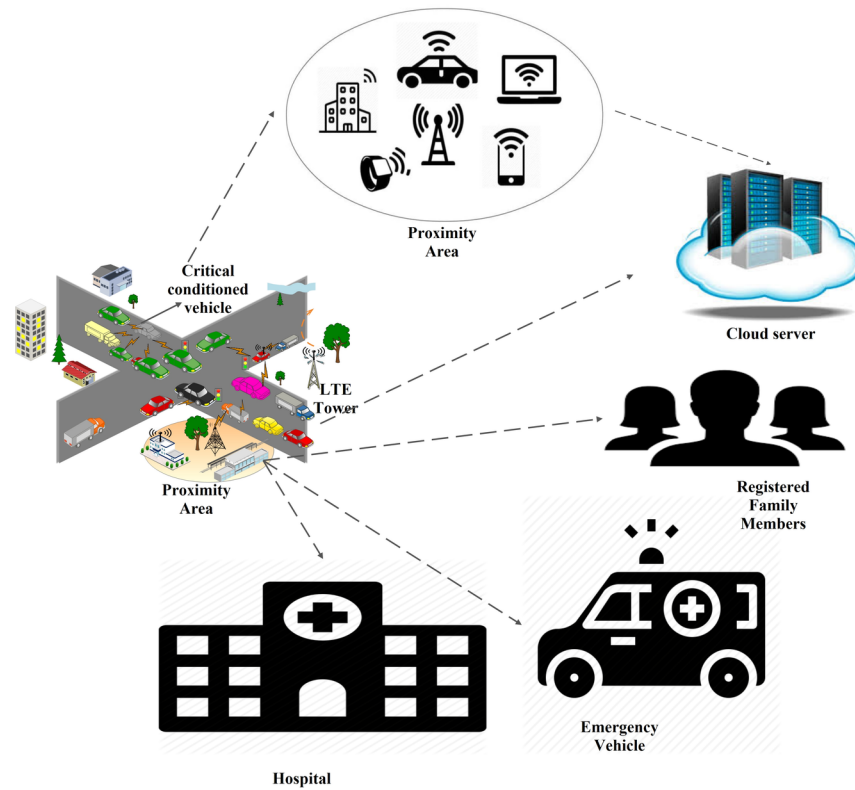 Proximity
Area
Critical
conditioned
vehicle
Cloud server
LTE
Tower
Proximity
Area
Registered
Family
Members
Emergency
Vehicle
Hospital